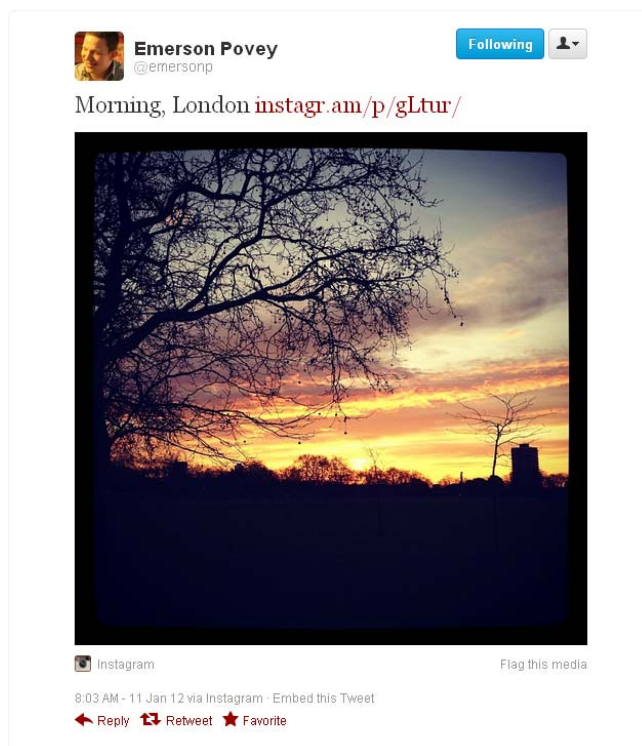 Emerson Povey
@emersonp
Following
Morning, London instagr.am/p/gLtur/
Instagram
Flag this media
8:03 AM - 11 Jan 12 via Instagram · Embed this Tweet
Reply Retweet Favorite